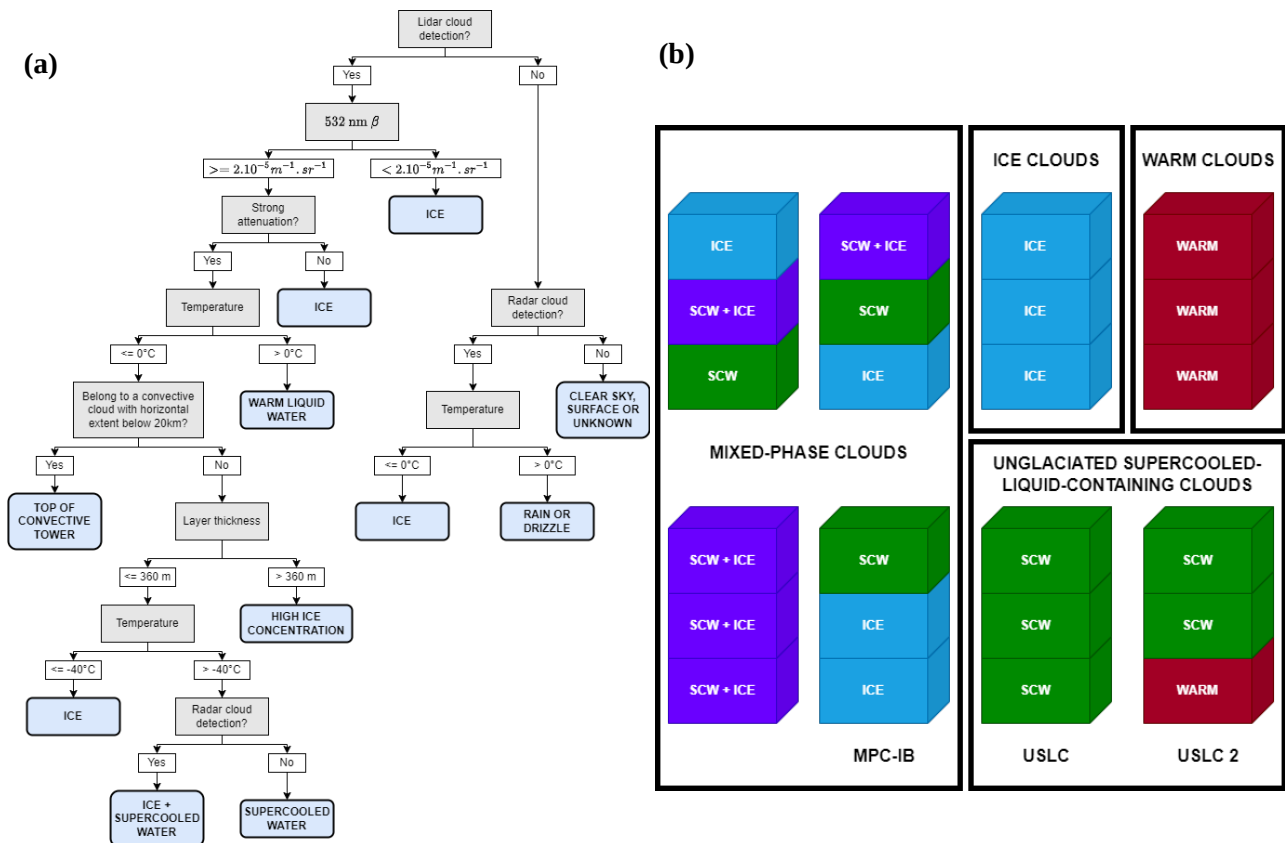 (a)
Lidar cloud
detection?
Yes
No
532 nm β
>= 2.10⁻⁵m⁻¹.sr⁻¹
< 2.10⁻⁵m⁻¹.sr⁻¹
Strong
attenuation?
ICE
Yes
No
Temperature
ICE
Radar cloud
detection?
<= 0°C
> 0°C
Yes
No
Belong to a convective
cloud with horizontal
extent below 20km?
WARM LIQUID
WATER
Temperature
CLEAR SKY,
SURFACE OR
UNKNOWN
Yes
No
<=0°C
> 0°C
TOP OF
CONVECTIVE
TOWER
Layer thickness
ICE
RAIN OR
DRIZZLE
<= 360 m
> 360 m
Temperature
HIGH ICE
CONCENTRATION
<= -40°C
> -40°C
ICE
Radar cloud
detection?
Yes
No
ICE +
SUPERCOOLED
WATER
SUPERCOOLED
WATER
(b)
ICE
SCW + ICE
SCW + ICE
SCW
SCW
ICE
MIXED-PHASE CLOUDS
SCW + ICE
SCW
SCW + ICE
ICE
SCW + ICE
ICE
MPC-IB
ICE CLOUDS
ICE
ICE
ICE
WARM CLOUDS
WARM
WARM
WARM
UNGLACIATED SUPERCOOLED-
LIQUID-CONTAINING CLOUDS
SCW
SCW
SCW
SCW
SCW
WARM
USLC
USLC 2